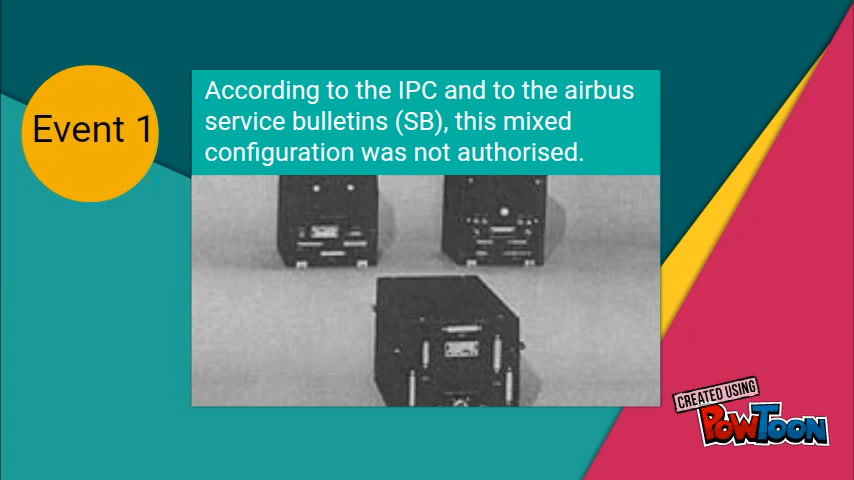 Event 1
According to the IPC and to the airbus
service bulletins (SB), this mixed
configuration was not authorised.
CREATED USING
POWTOON